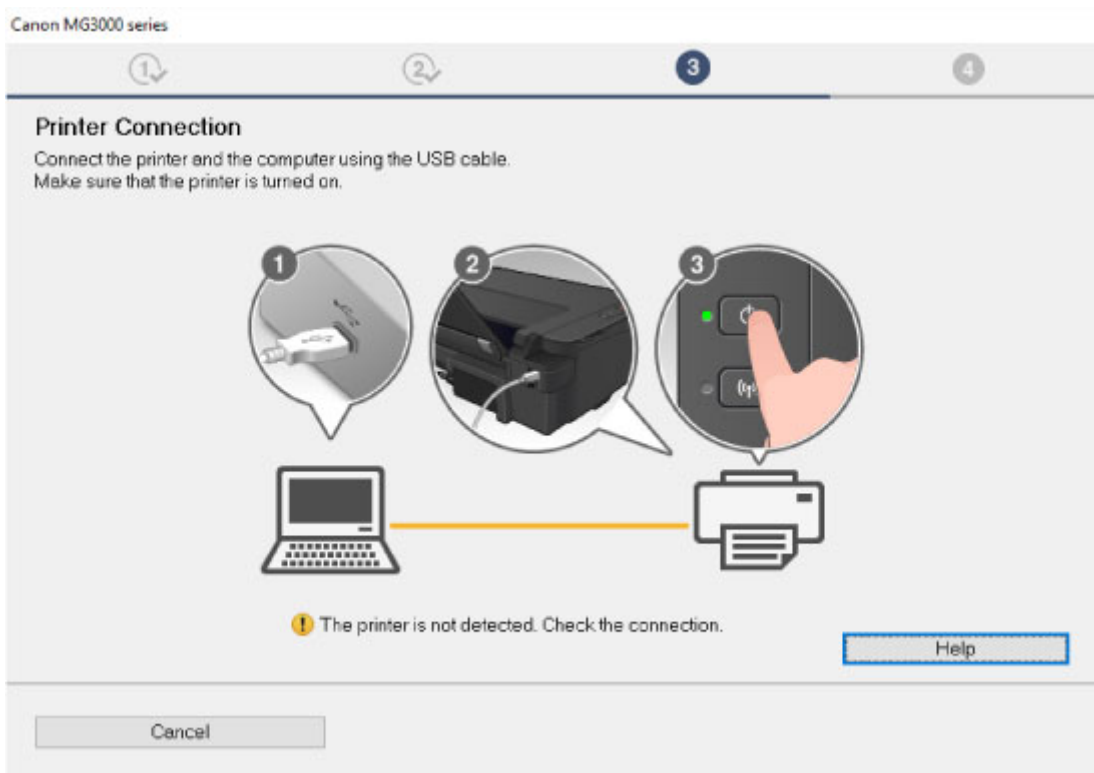 Canon MG3000 series
1
2
3
4
Printer Connection
Connect the printer and the computer using the USB cable.
Make sure that the printer is turned on.
1
2
3
The printer is not detected. Check the connection.
Help
Cancel